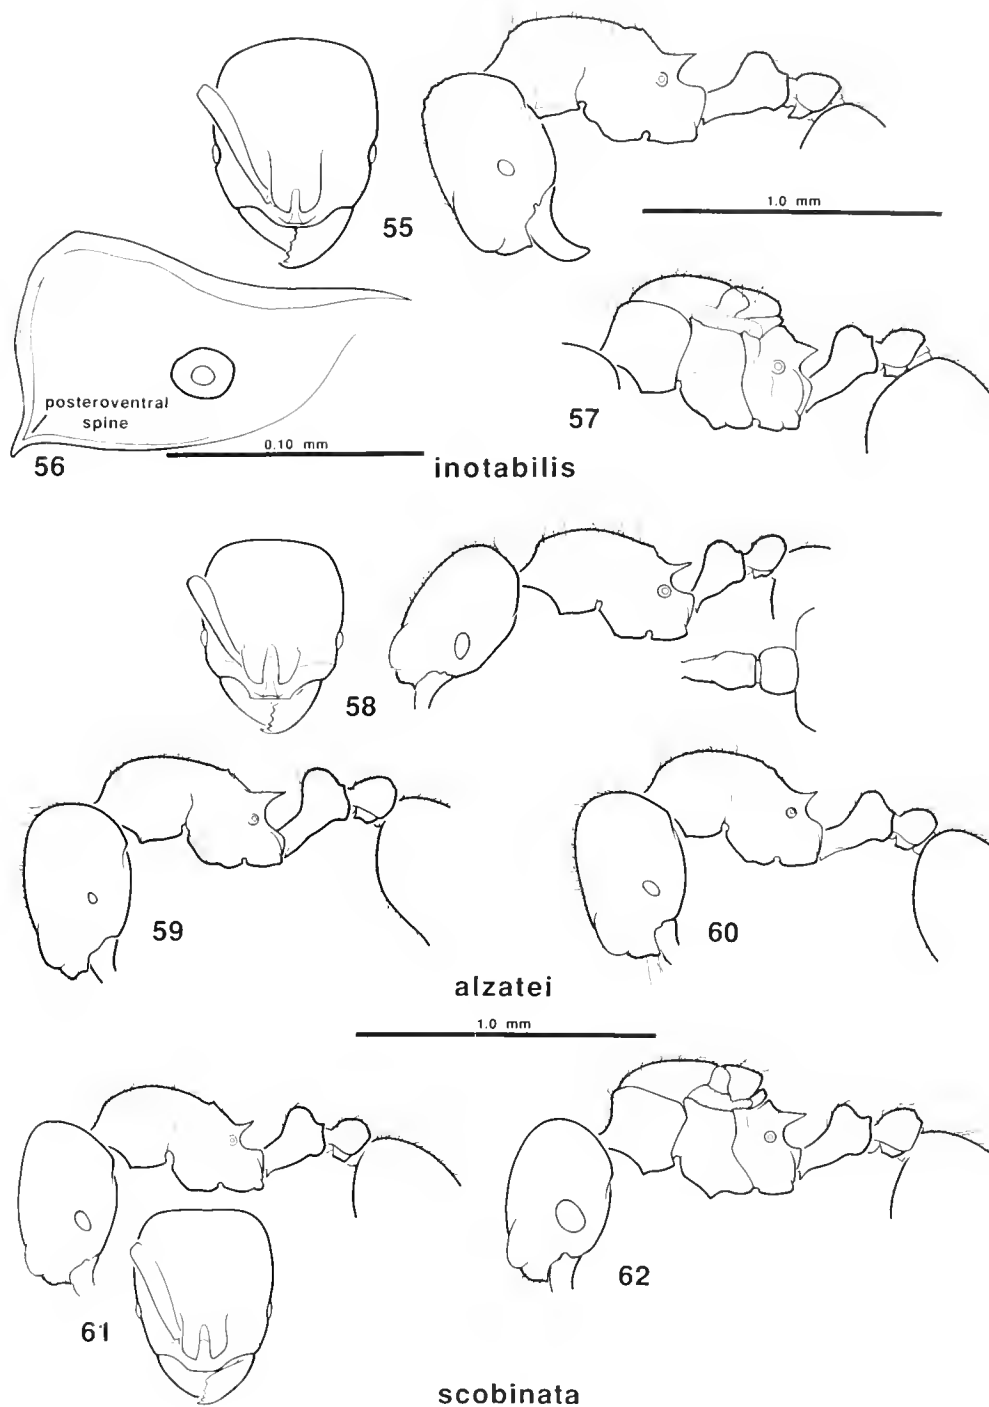 55
1.0 mm
posteroventral
spine
0.10 mm
56
57
inotabilis
58
59
60
alzatei
1.0 mm
61
62
scobinata